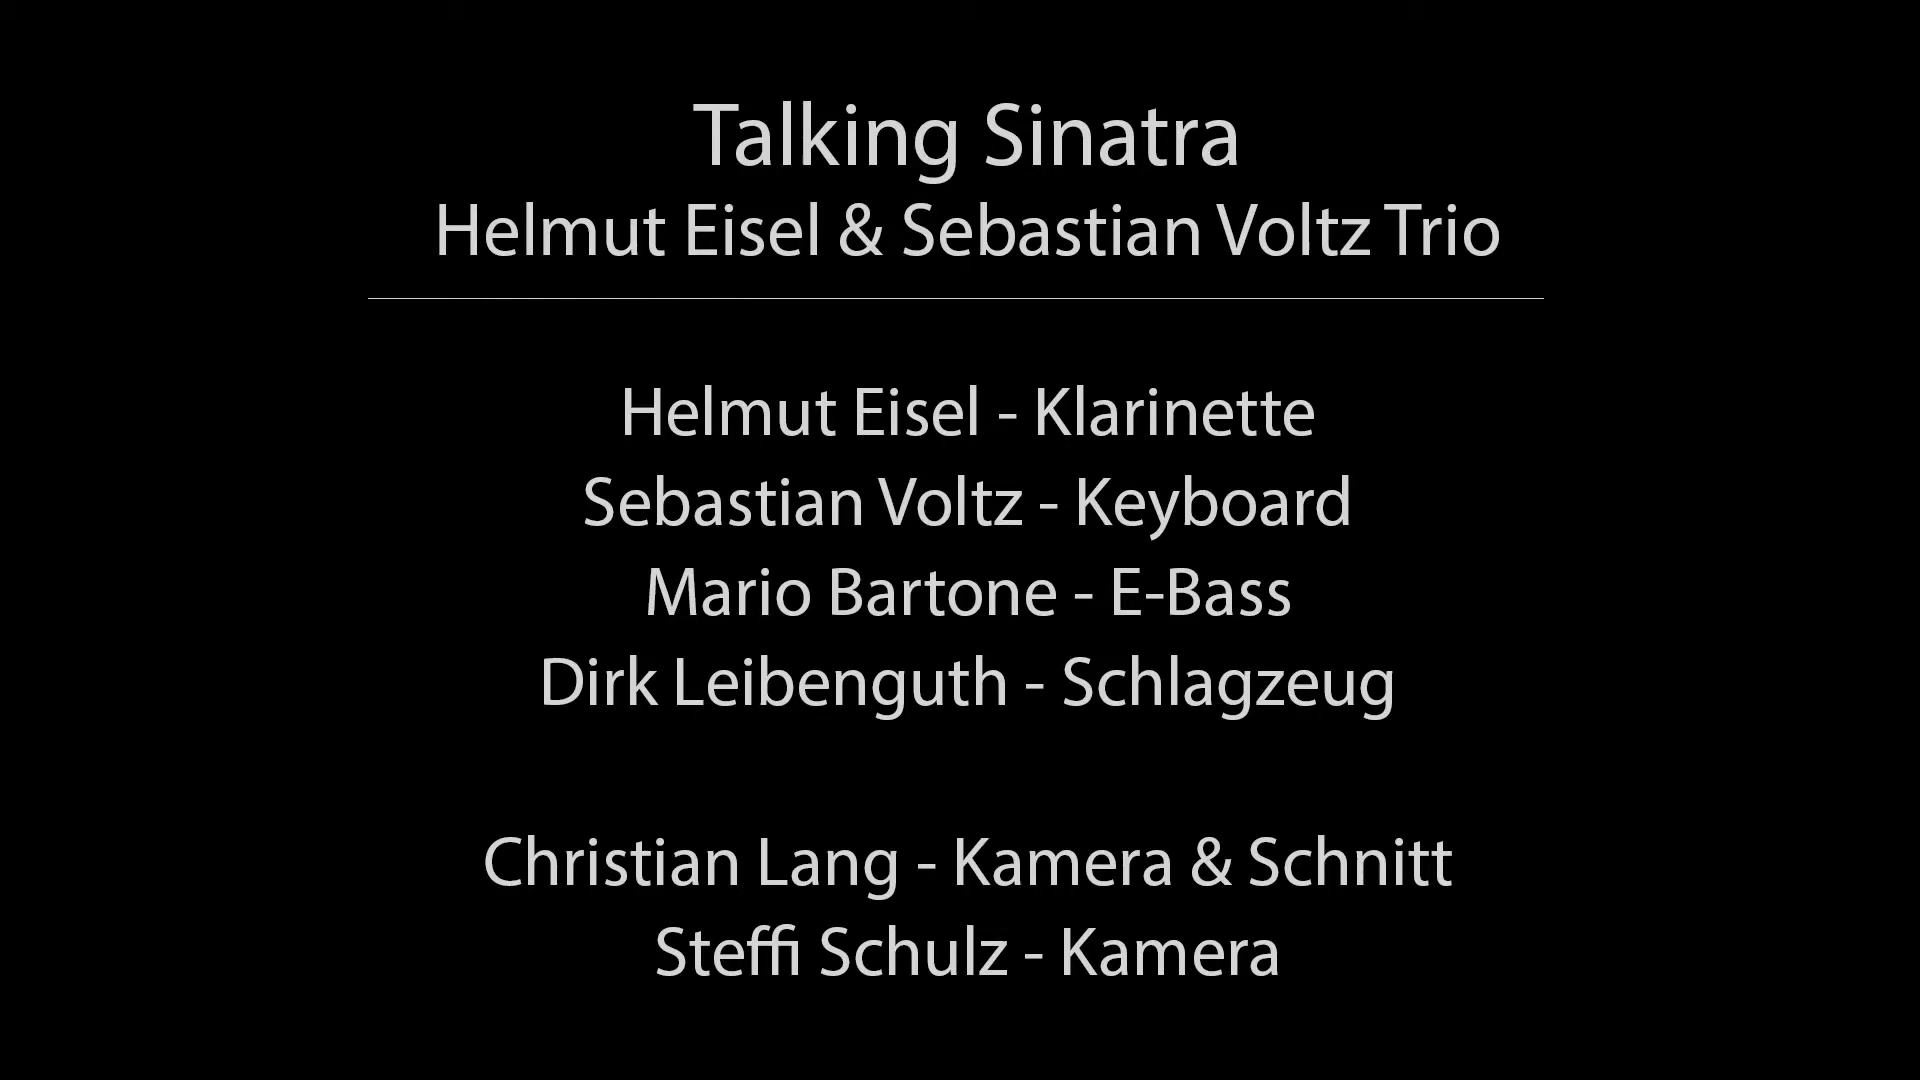 Talking Sinatra
Helmut Eisel & Sebastian Voltz Trio
Helmut Eisel - Klarinette
Sebastian Voltz - Keyboard
Mario Bartone - E-Bass
Dirk Leibenguth - Schlagzeug
Christian Lang - Kamera & Schnitt
Steffi Schulz - Kamera